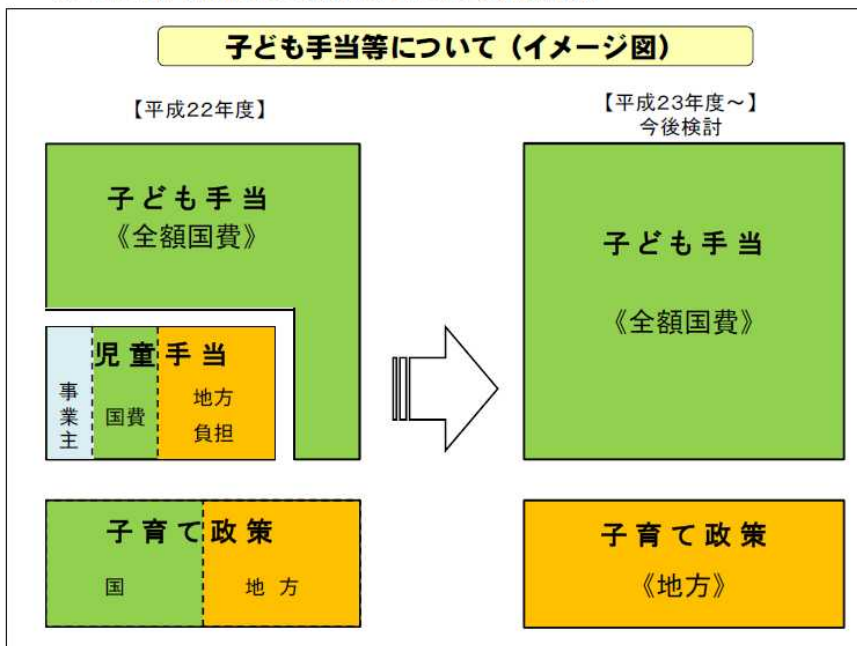 子ども手当等について（イメージ図）
【平成22年度】
子ども手当
《全額国費》
児童手当
事業主
国費
地方
負担
子育て政策
国
地方
【平成23年度～】
今後検討
子ども手当
《全額国費》
子育て政策
《地方》